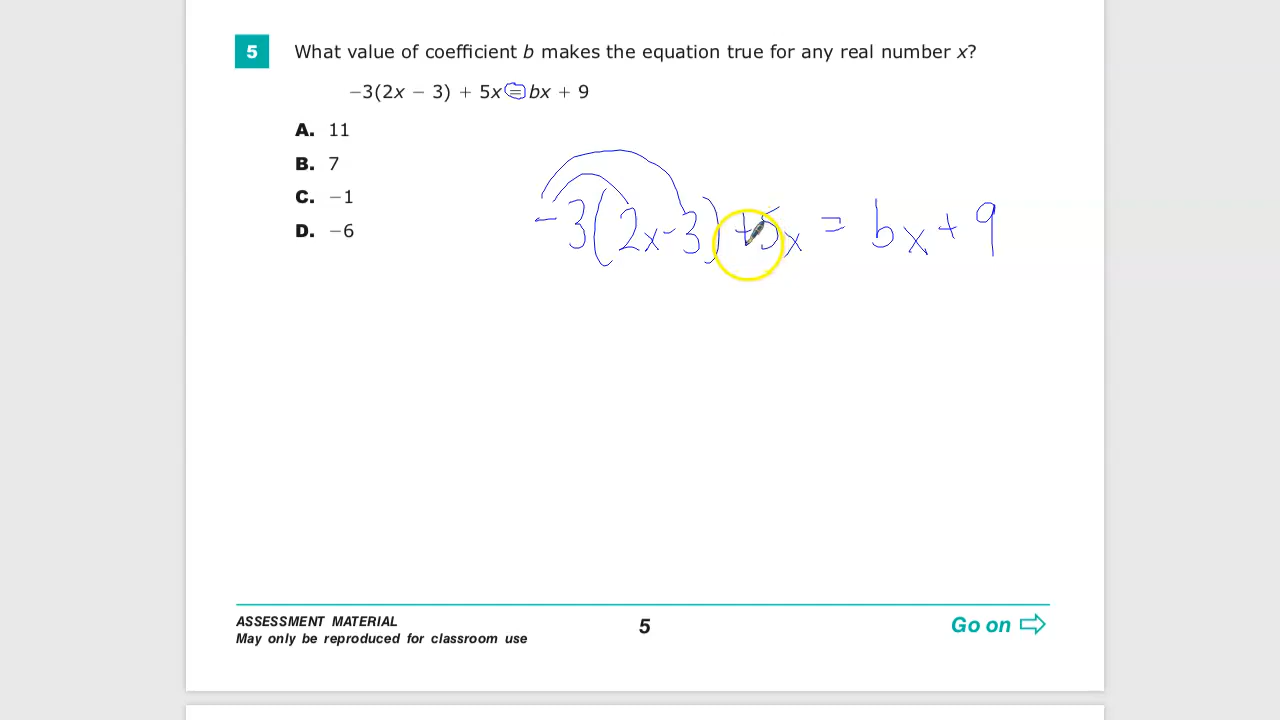 5 What value of coefficient b makes the equation true for any real number x?
−3(2x − 3) + 5x = bx + 9
A. 11
B. 7
C. −1
D. −6
-3(2x-3)+5x = bx+9
ASSESSMENT MATERIAL
May only be reproduced for classroom use
5
Go on